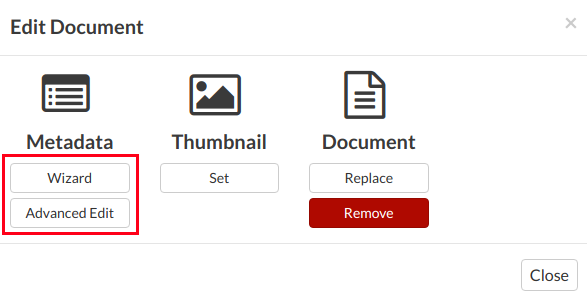 Edit Document
×
Metadata
Thumbnail
Document
Wizard
Set
Replace
Advanced Edit
Remove
Close